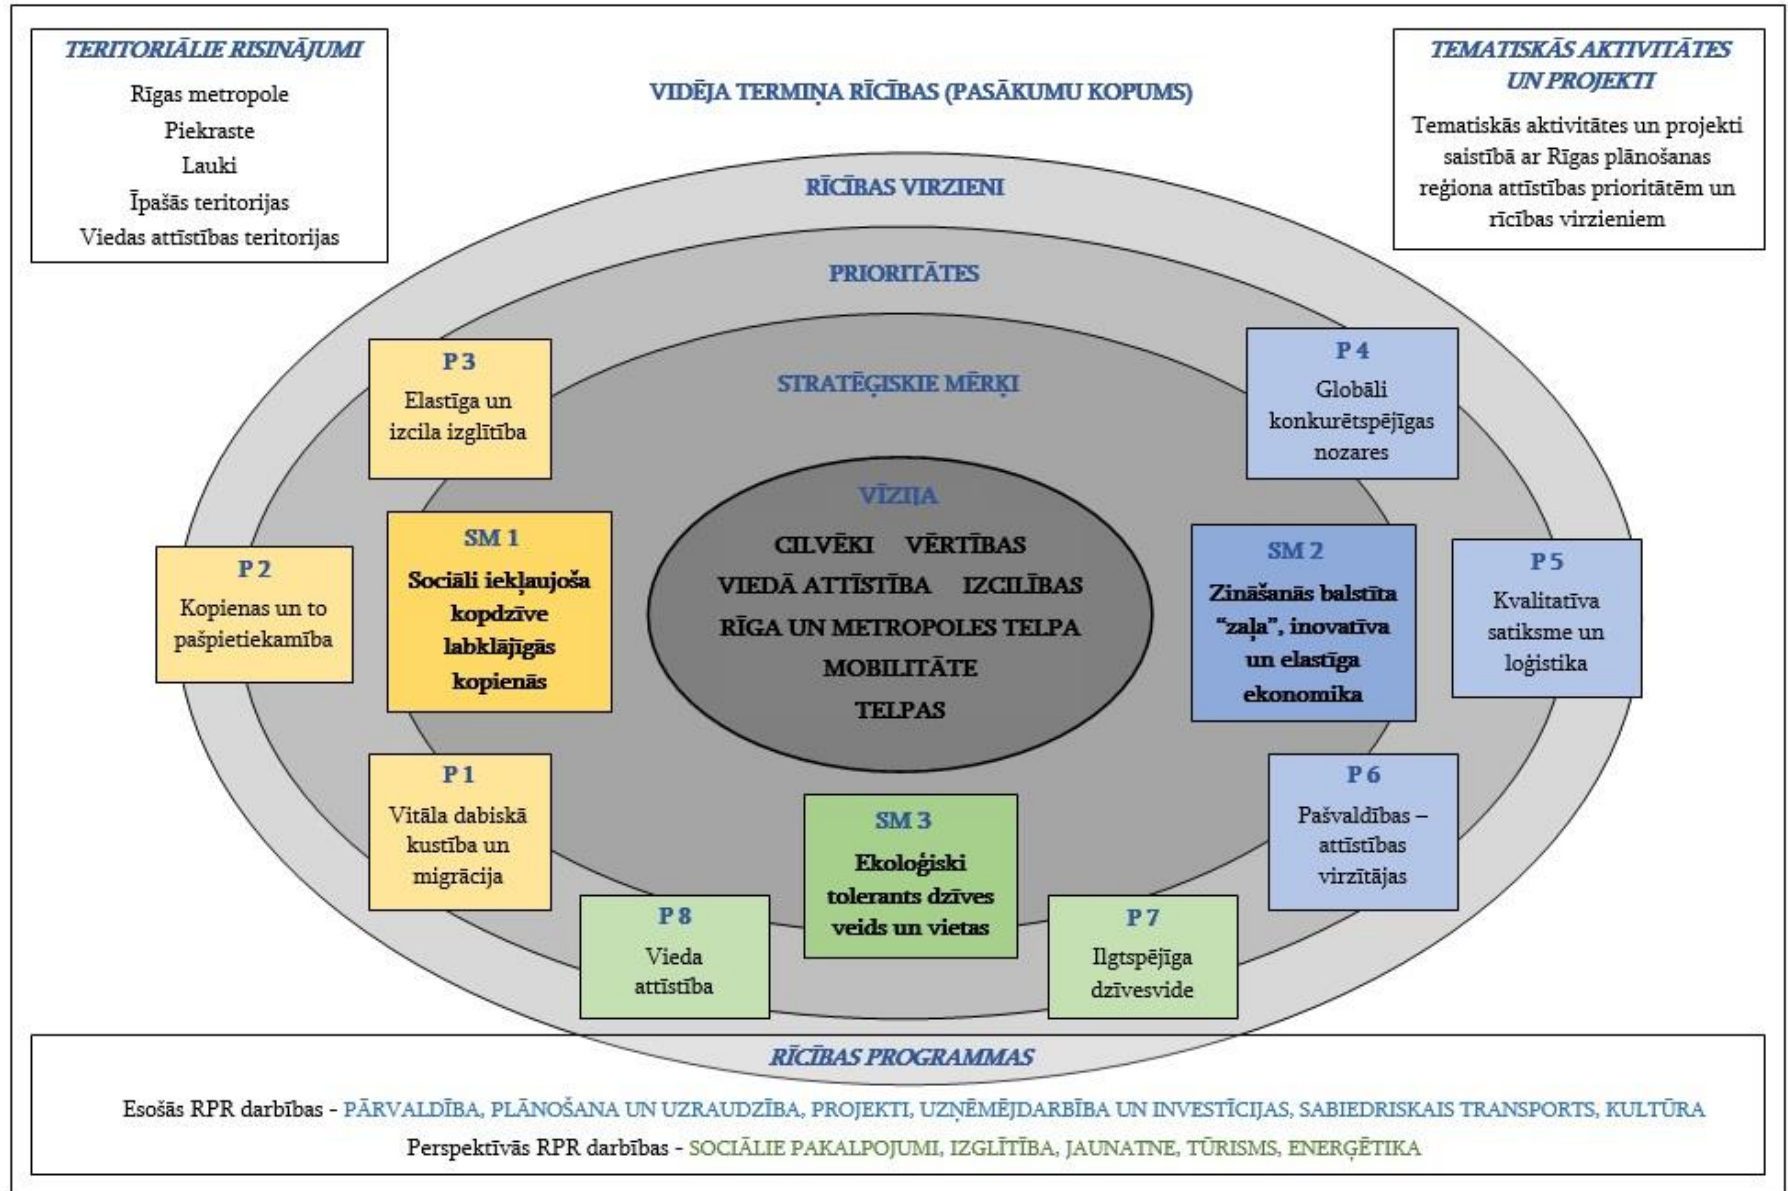 TERITORIĀLIE RISINĀJUMI
Rīgas metropole
Piekraste
Lauki
Īpašās teritorijas
Viedas attīstības teritorijas
VIDĒJA TERMIŅA RĪCĪBAS (PASĀKUMU KOPUMS)
TEMATISKĀS AKTIVITĀTES
UN PROJEKTI
Tematiskās aktivitātes un projekti
saistībā ar Rīgas plānošanas
reģiona attīstības prioritātēm un
rīcības virzieniem
RĪCĪBAS VIRZIENI
PRIORITĀTES
STRATĒĢISKIE MĒRĶI
P 3
Elastīga un
izcila izglītība
P 4
Globāli
konkurētspējīgas
nozares
VĪZIJA
CILVĒKI VĒRTĪBAS
VIEDĀ ATTĪSTĪBA IZCILĪBAS
RĪGA UN METROPOLES TELPA
MOBILITĀTE
TELPAS
P 2
Kopienas un to
pašpietiekamība
SM 1
Sociāli iekļaujoša
kopdzīve
labklājīgās
kopienās
SM 2
Zināšanās balstīta
“zaļa”, inovatīva
un elastīga
ekonomika
P 5
Kvalitatīva
satiksme un
loģistika
P 1
Vitāla dabiskā
kustība un
migrācija
SM 3
Ekoloģiski
tolerants dzīves
veids un vietas
P 6
Pašvaldības –
attīstības
virzītājas
P 8
Vieda
attīstība
P 7
Ilgtspējīga
dzīvesvide
RĪCĪBAS PROGRAMMAS
Esošās RPR darbības - PĀRVALDĪBA, PLĀNOŠANA UN UZRAUDZĪBA, PROJEKTI, UZŅĒMĒJDARBĪBA UN INVESTĪCIJAS, SABIEDRISKAIS TRANSPORTS, KULTŪRA
Perspektīvās RPR darbības - SOCIĀLIE PAKALPOJUMI, IZGLĪTĪBA, JAUNATNE, TŪRISMS, ENERĢĒTIKA